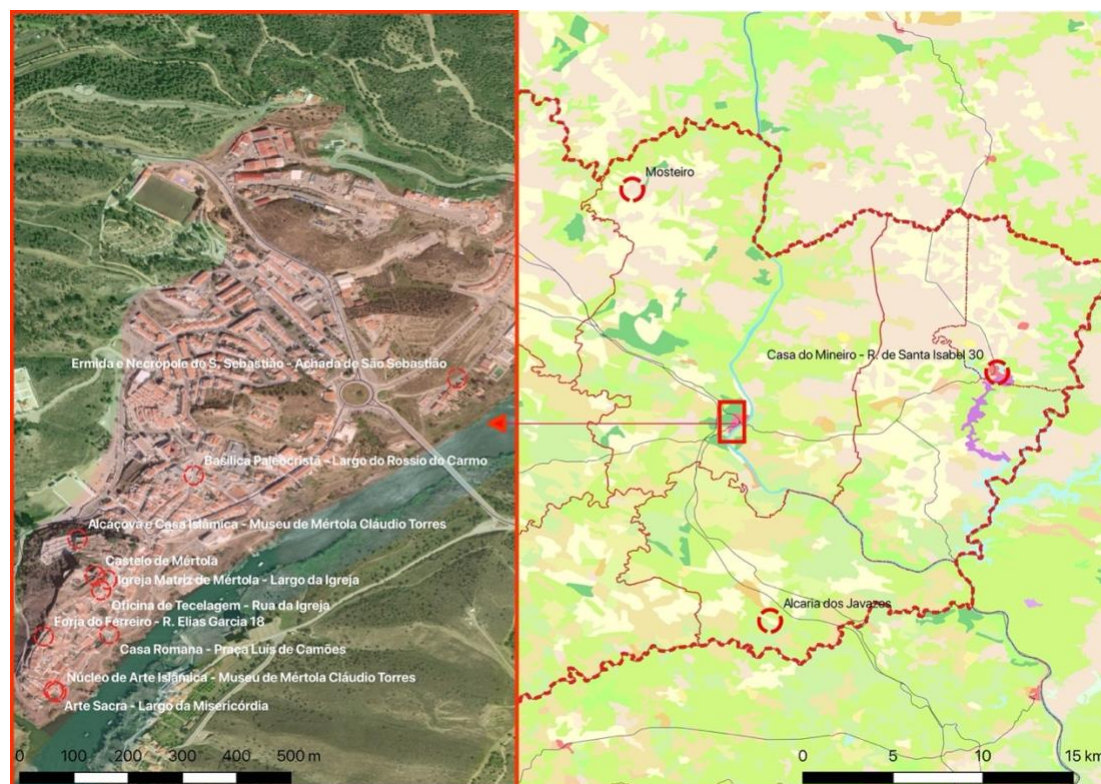 Ermida e Necrópole de S. Sebastião - Achada de São Sebastião
Basílica Paleocristã - Largo do Rossio do Carmo
Alcáçova e Casa Islâmica - Museu de Mértola Cláudio Torres
Castelo de Mértola
Igreja Matriz de Mértola - Largo da Igreja
Oficina de Tecelagem - Rua da Igreja
Forja do Ferreiro - R. Elias Garcia 18
Casa Romana - Praça Luís de Camões
Núcleo de Arte Islâmica - Museu de Mértola Cláudio Torres
Arte Sacra - Largo da Misericórdia
0 100 200 300 400 500 m
Mosteiro
Casa do Mineiro - R. de Santa Isabel 30
Alcaria dos Javazes
0 5 10 15 km